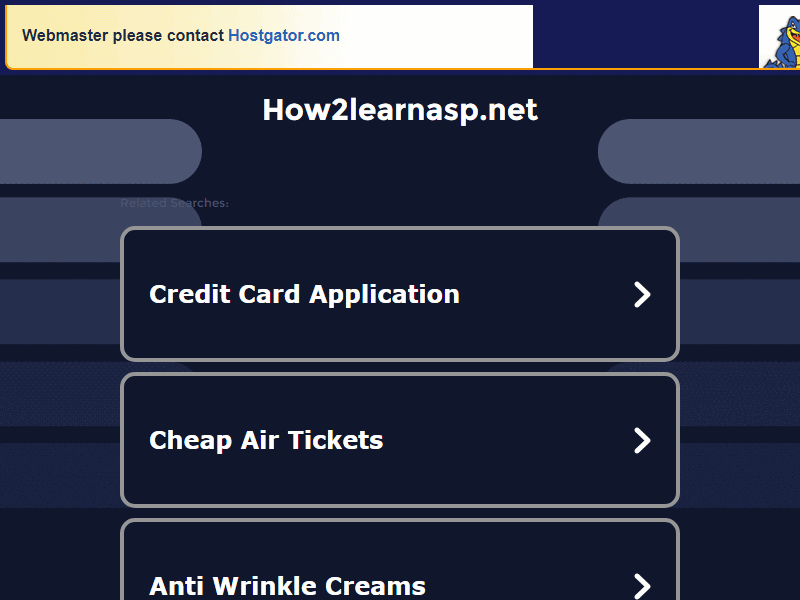 Webmaster please contact Hostgator.com
How2learnasp.net
Related Searches:
Credit Card Application
Cheap Air Tickets
Anti Wrinkle Creams